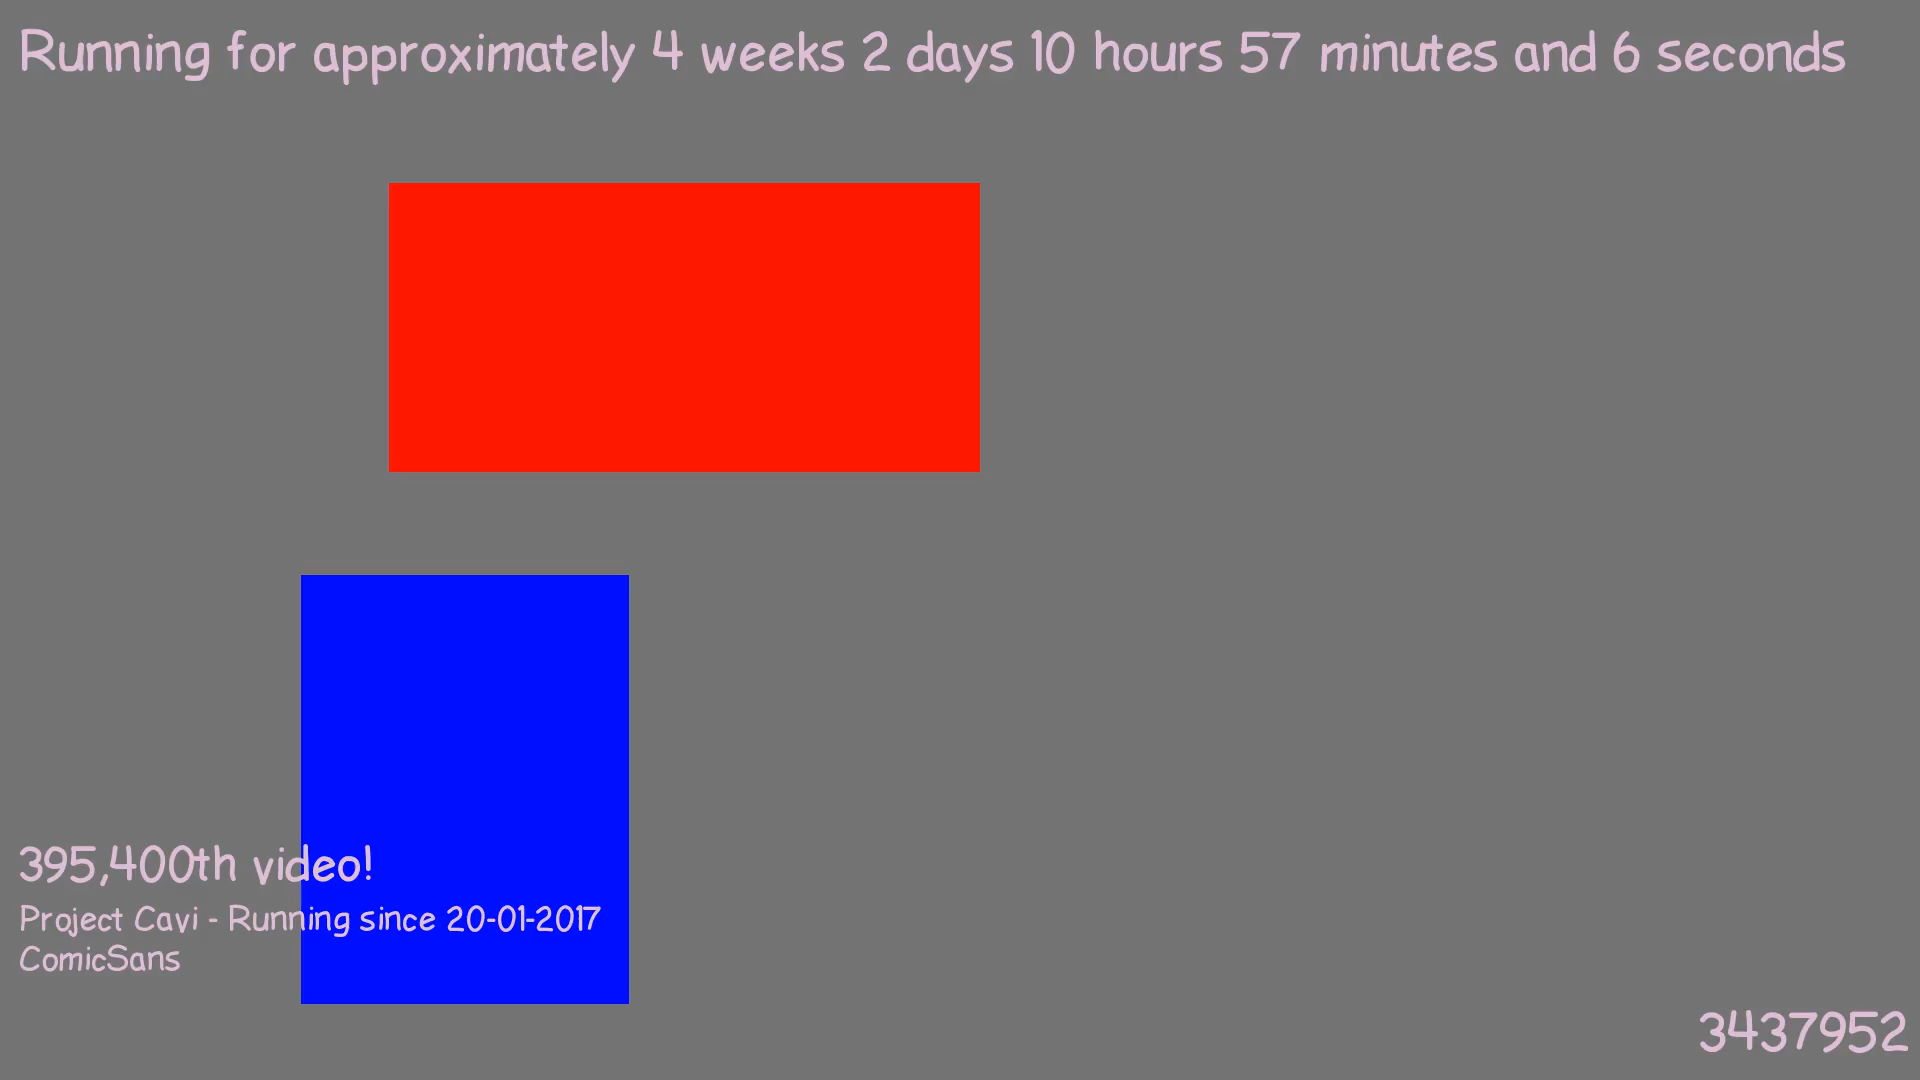 Running for approximately 4 weeks 2 days 10 hours 57 minutes and 6 seconds
395,400th video!
Project Cavi - Running since 20-01-2017
ComicSans
3437952